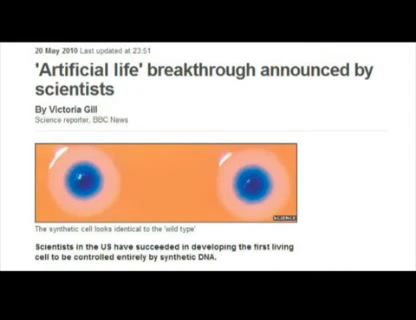 20 May 2010 Last updated at 23:51
'Artificial life' breakthrough announced by
scientists
By Victoria Gill
Science reporter, BBC News
SCIENCE
The synthetic cell looks identical to the 'wild type'
Scientists in the US have succeeded in developing the first living
cell to be controlled entirely by synthetic DNA.